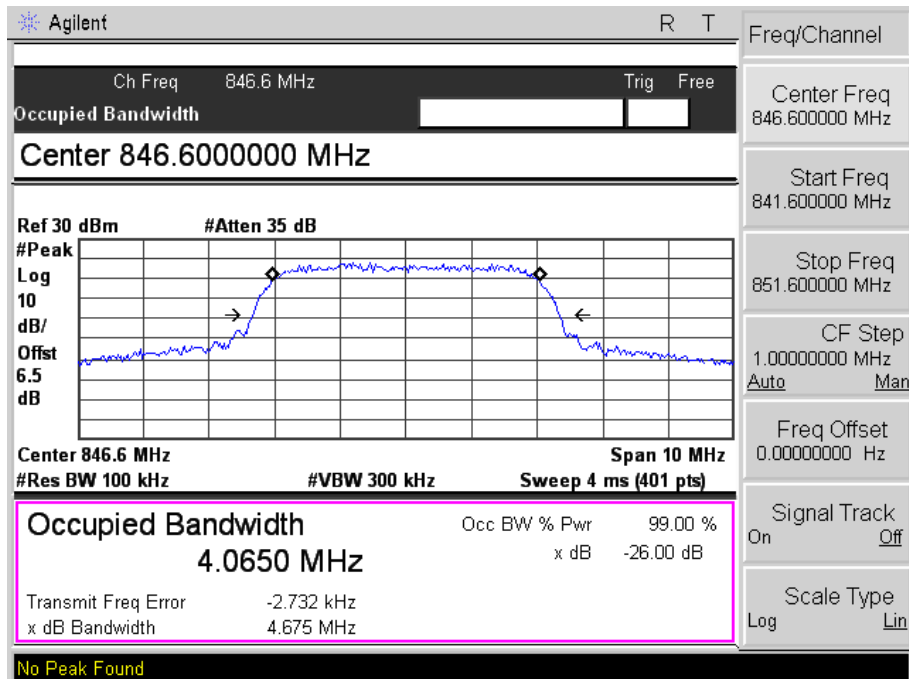 Agilent R T
Ch Freq 846.6 MHz Trig Free
Occupied Bandwidth
Center 846.6000000 MHz
Ref 30 dBm #Atten 35 dB
#Peak
Log
10
dB/
Offst
6.5
dB
Center 846.6 MHz Span 10 MHz
#Res BW 100 kHz #VBW 300 kHz Sweep 4 ms (401 pts)
Occupied Bandwidth
4.0650 MHz
Occ BW % Pwr 99.00 %
x dB -26.00 dB
Transmit Freq Error -2.732 kHz
x dB Bandwidth 4.675 MHz
No Peak Found
Freq/Channel
Center Freq
846.600000 MHz
Start Freq
841.600000 MHz
Stop Freq
851.600000 MHz
CF Step
1.00000000 MHz
Auto Man
Freq Offset
0.00000000 Hz
Signal Track
On Off
Scale Type
Log Lin